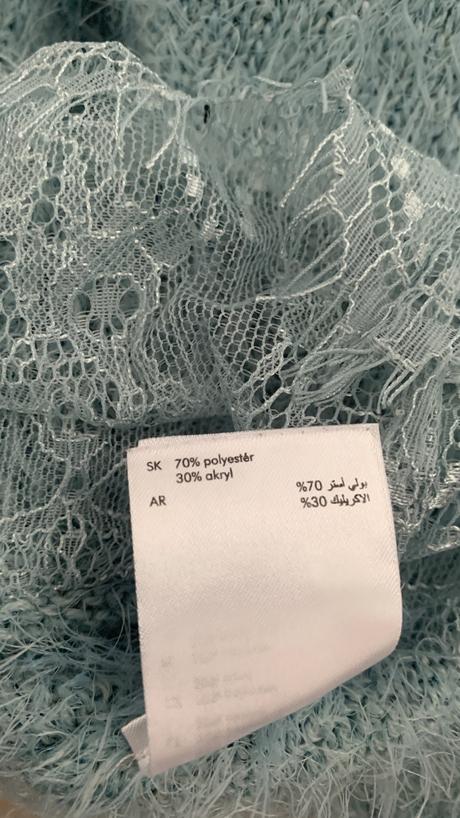 SK 70% polyestér
30% akryl
AR بولي استر 70%
الاكريليك 30%